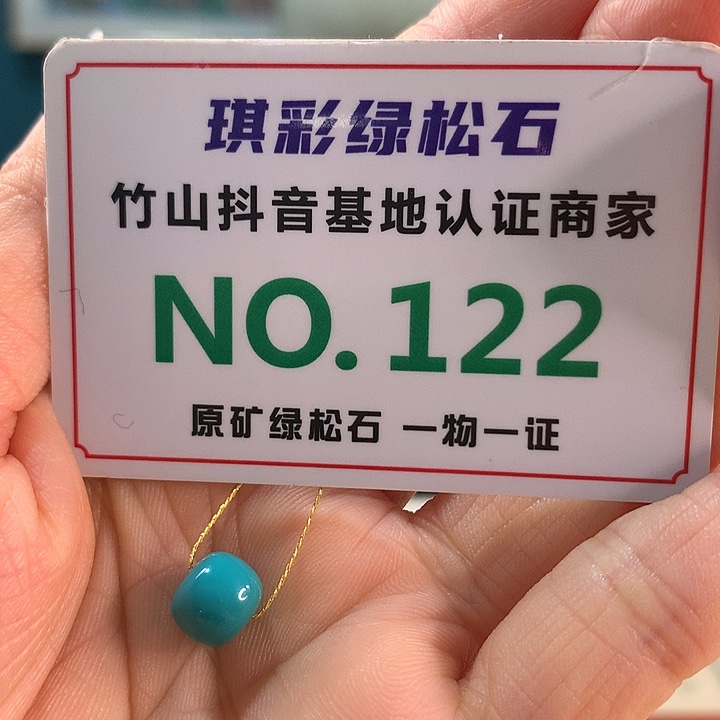 琪彩绿松石
竹山抖音基地认证商家
NO.122
原矿绿松石 一物一证